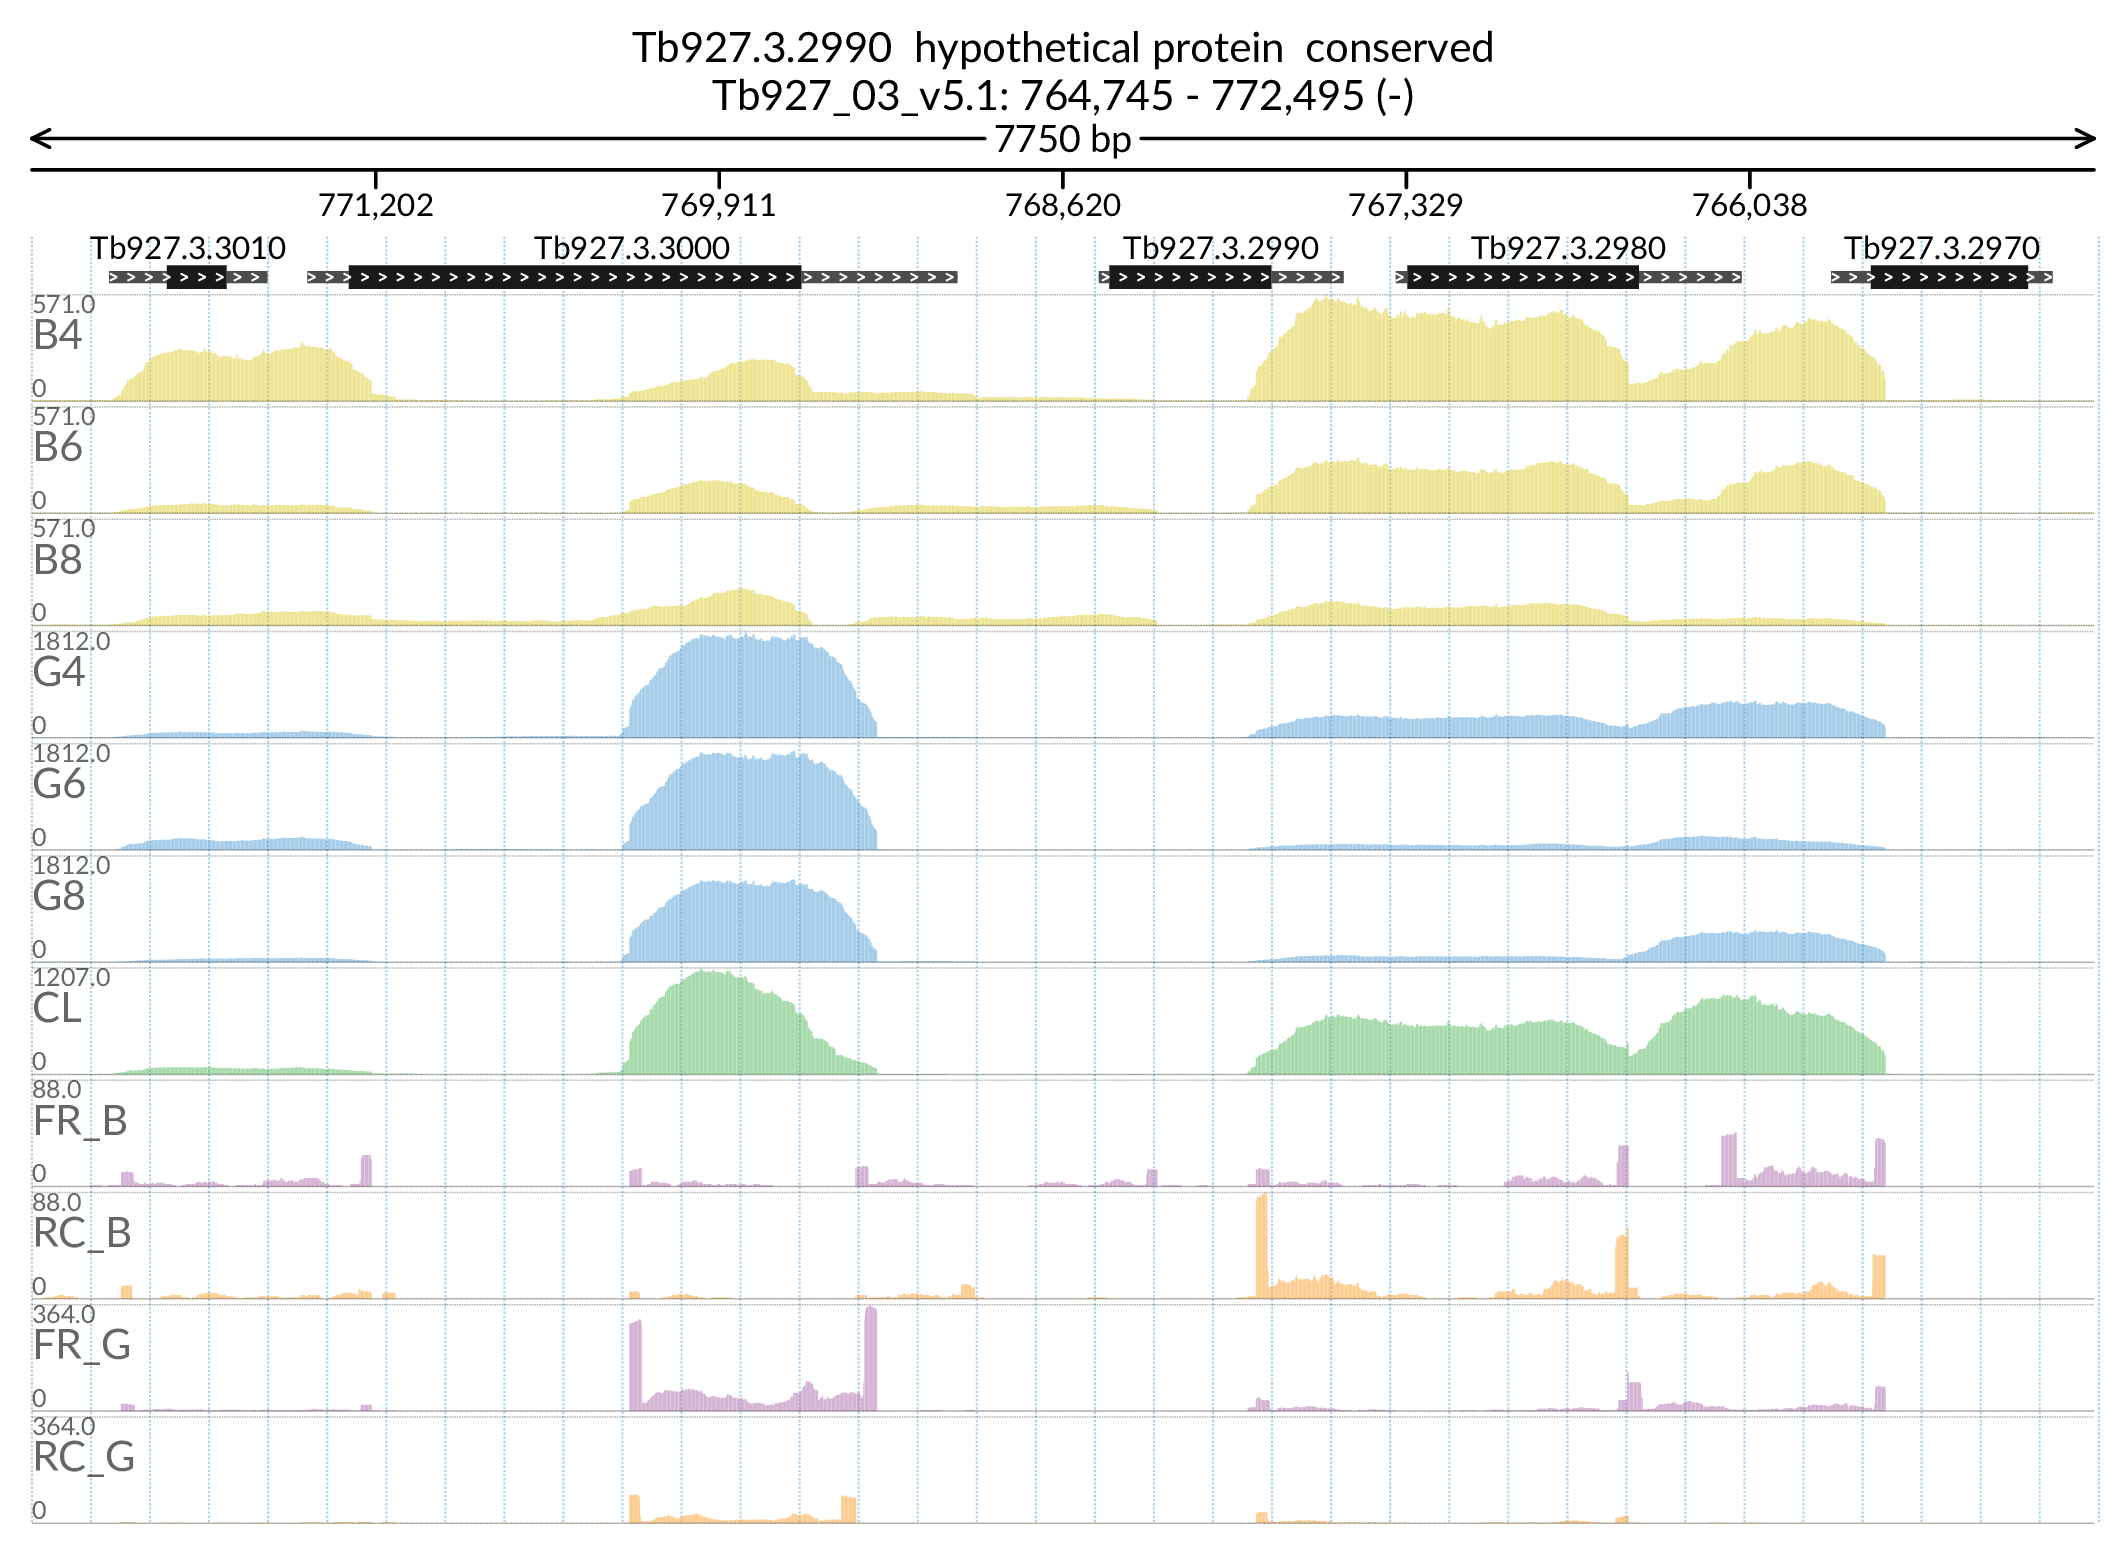 Tb927.3.2990 hypothetical protein conserved
Tb927_03_v5.1: 764,745 - 772,495 (-)
7750 bp
771,202 769,911 768,620 767,329 766,038
Tb927.3.3010 Tb927.3.3000 Tb927.3.2990 Tb927.3.2980 Tb927.3.2970
571.0
B4
0
571.0
B6
0
571.0
B8
0
1812.0
G4
0
1812.0
G6
0
1812.0
G8
0
1207.0
CL
0
88.0
FR_B
0
88.0
RC_B
0
364.0
FR_G
0
364.0
RC_G
0